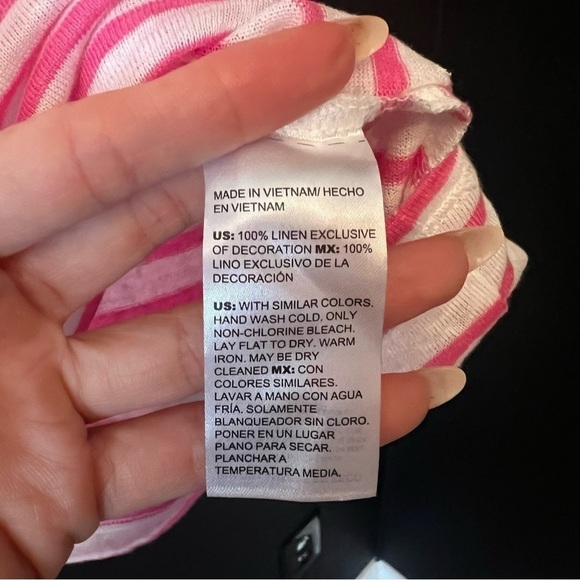 MADE IN VIETNAM/ HECHO
EN VIETNAM
US: 100% LINEN EXCLUSIVE
OF DECORATION MX: 100%
LINO EXCLUSIVO DE LA
DECORACIÓN
US: WITH SIMILAR COLORS.
HAND WASH COLD. ONLY
NON-CHLORINE BLEACH.
LAY FLAT TO DRY. WARM
IRON. MAY BE DRY
CLEANED MX: CON
COLORES SIMILARES.
LAVAR A MANO CON AGUA
FRÍA. SOLAMENTE
BLANQUEADOR SIN CLORO.
PONER EN UN LUGAR
PLANO PARA SECAR.
PLANCHAR A
TEMPERATURA MEDIA.